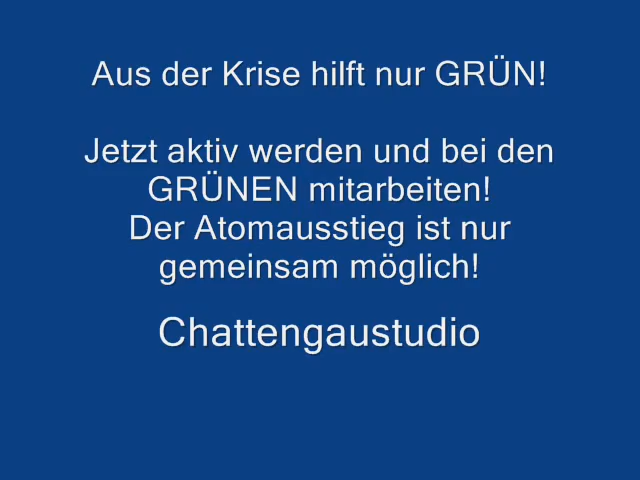 Aus der Krise hilft nur GRÜN!
Jetzt aktiv werden und bei den
GRÜNEN mitarbeiten!
Der Atomausstieg ist nur
gemeinsam möglich!
Chattengaustudio